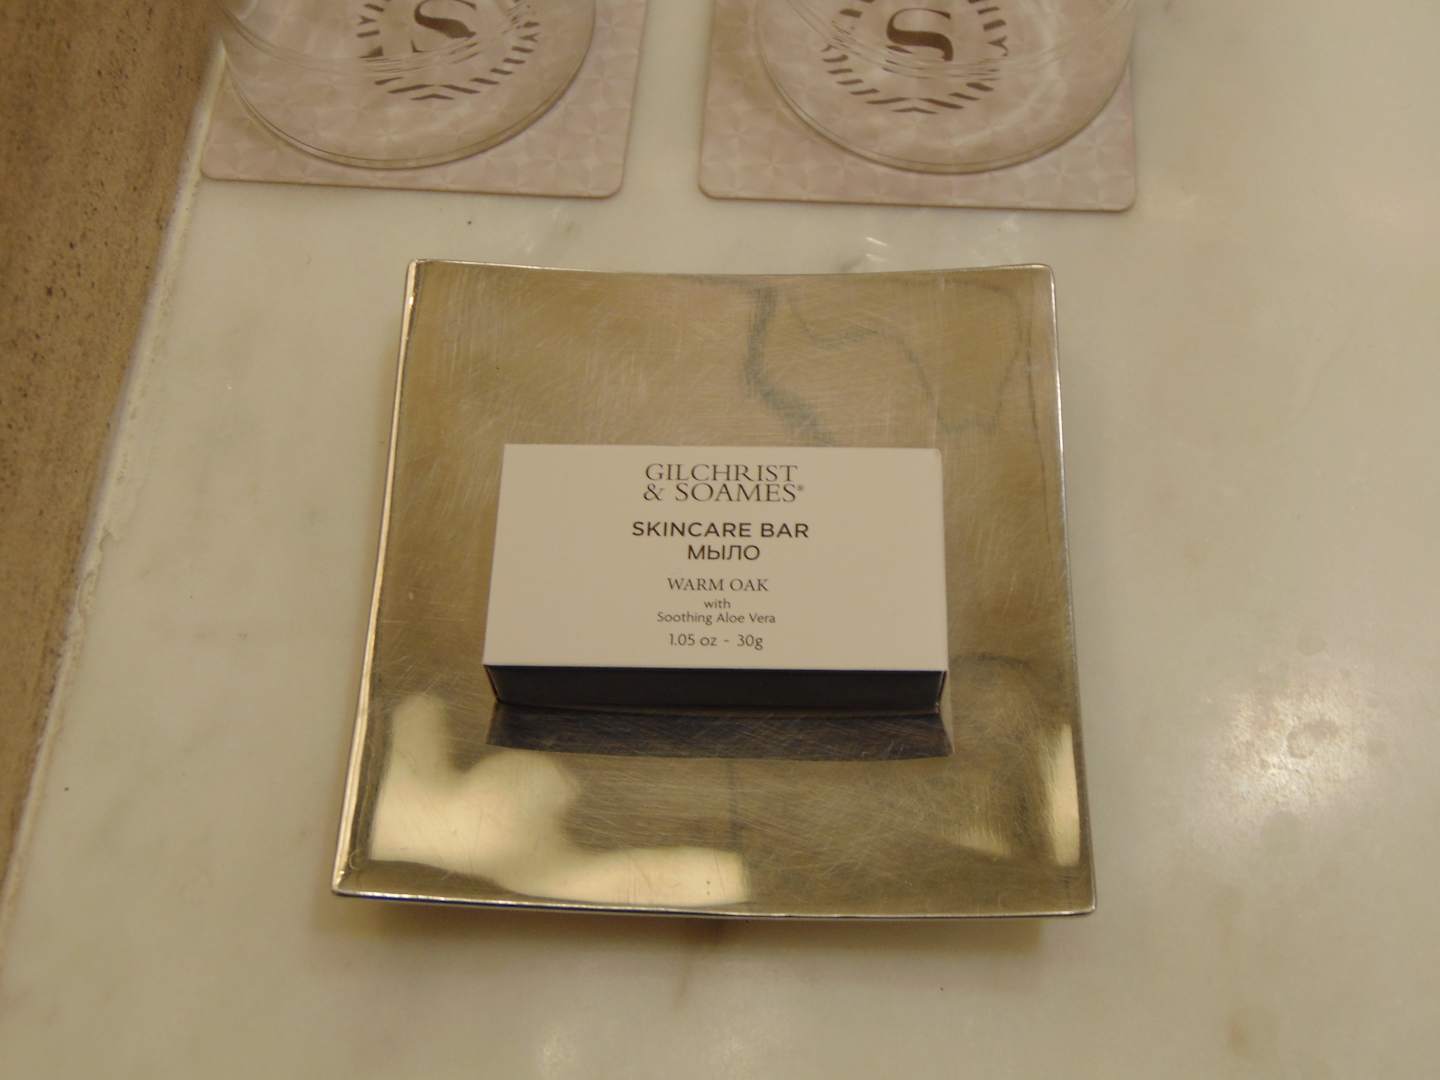 S
S
GILCHRIST
& SOAMES®
SKINCARE BAR
МЫЛО
WARM OAK
with
Soothing Aloe Vera
1.05 oz - 30g